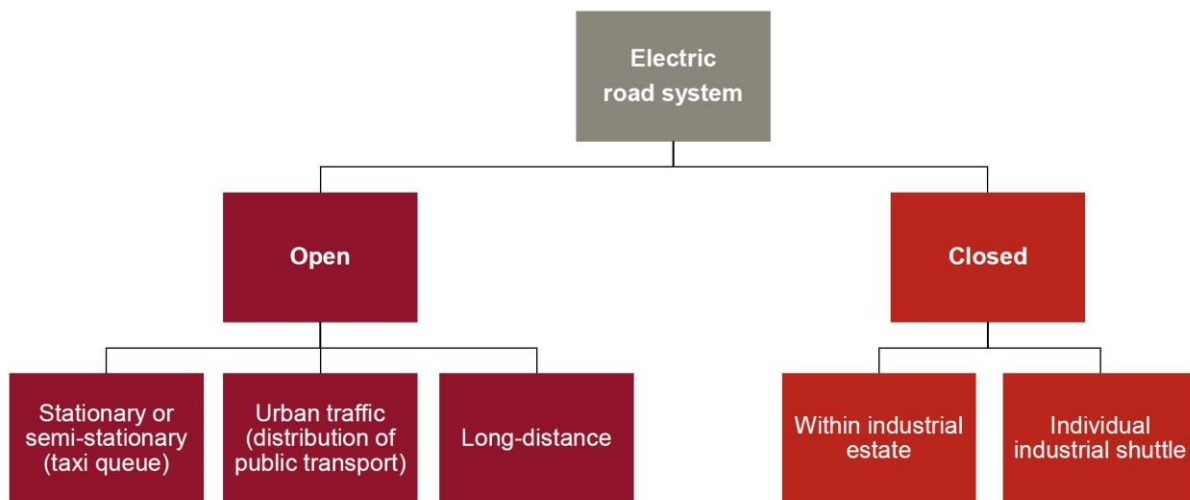 Electric
road system
Open
Closed
Stationary or
semi-stationary
(taxi queue)
Urban traffic
(distribution of
public transport)
Long-distance
Within industrial
estate
Individual
industrial shuttle